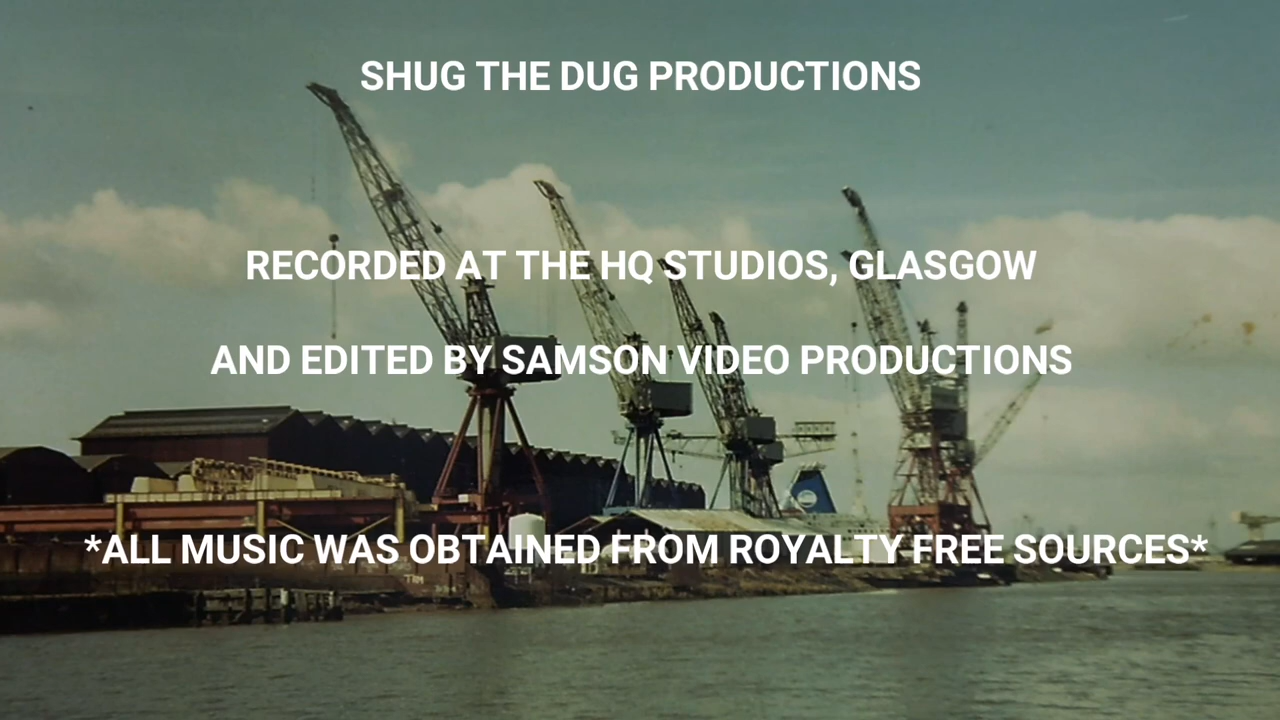 SHUG THE DUG PRODUCTIONS
RECORDED AT THE HQ STUDIOS, GLASGOW
AND EDITED BY SAMSON VIDEO PRODUCTIONS
*ALL MUSIC WAS OBTAINED FROM ROYALTY FREE SOURCES*